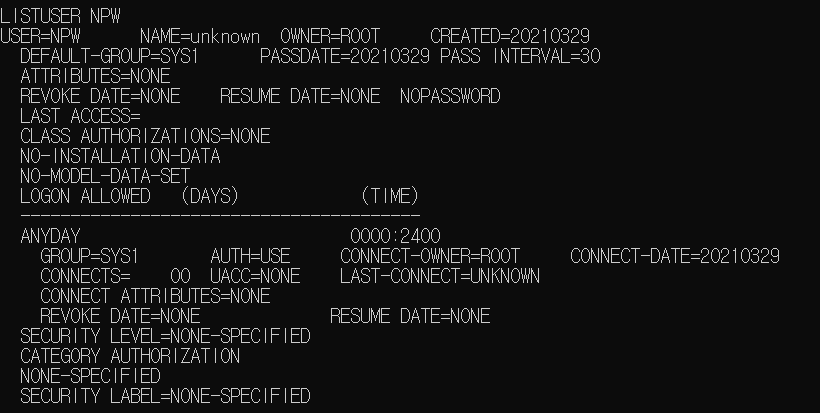 LISTUSER NPW
USER=NPW      NAME=unknown  OWNER=ROOT     CREATED=20210329
  DEFAULT-GROUP=SYS1      PASSDATE=20210329 PASS INTERVAL=30
  ATTRIBUTES=NONE
  REVOKE DATE=NONE    RESUME DATE=NONE  NOPASSWORD
  LAST ACCESS=
  CLASS AUTHORIZATIONS=NONE
  NO-INSTALLATION-DATA
  NO-MODEL-DATA-SET
  LOGON ALLOWED   (DAYS)            (TIME)
  ----------------------------------------
  ANYDAY                           0000:2400
    GROUP=SYS1       AUTH=USE     CONNECT-OWNER=ROOT     CONNECT-DATE=20210329
    CONNECTS=    00  UACC=NONE    LAST-CONNECT=UNKNOWN
    CONNECT ATTRIBUTES=NONE
    REVOKE DATE=NONE             RESUME DATE=NONE
  SECURITY LEVEL=NONE-SPECIFIED
  CATEGORY AUTHORIZATION
  NONE-SPECIFIED
  SECURITY LABEL=NONE-SPECIFIED